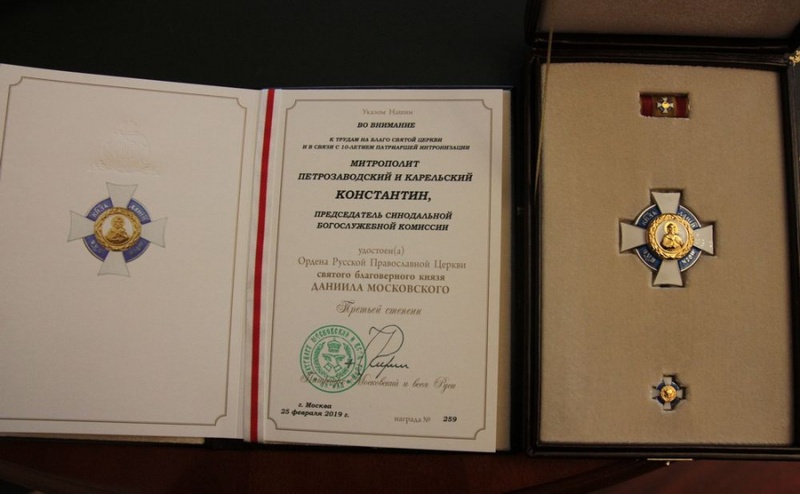 Указом Нашим
ВО ВНИМАНИЕ
К ТРУДАМ НА БЛАГО СВЯТОЙ ЦЕРКВИ
И В СВЯЗИ С 10-ЛЕТИЕМ ПАТРИАРШЕЙ ИНТРОНИЗАЦИИ
МИТРОПОЛИТ
ПЕТРОЗАВОДСКИЙ И КАРЕЛЬСКИЙ
КОНСТАНТИН,
ПРЕДСЕДАТЕЛЬ СИНОДАЛЬНОЙ
БОГОСЛУЖЕБНОЙ КОМИССИИ
удостоен(а)
Ордена Русской Православной Церкви
святого благоверного князя
ДАНИИЛА МОСКОВСКОГО
Третьей степени
Московский и всея Руси
г. Москва
25 февраля 2019 г.
награда № 259